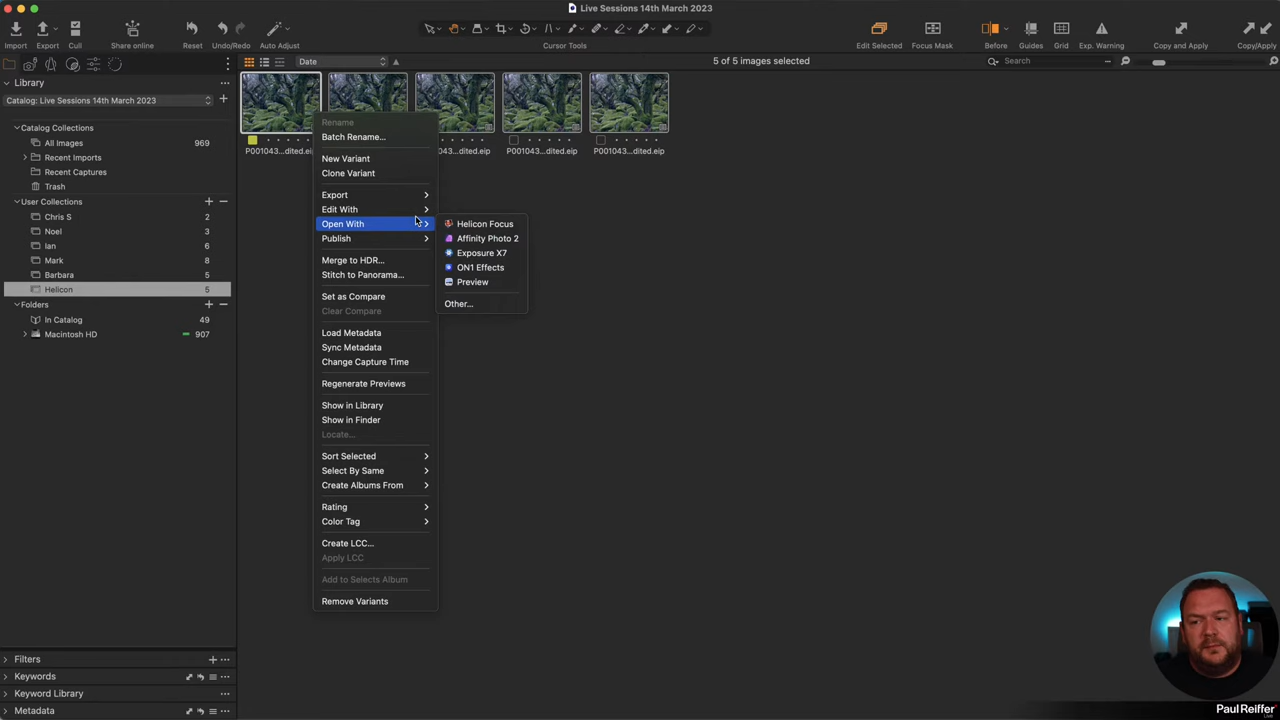 Live Sessions 14th March 2023
Import
Export
Cull
Share online
Reset
Undo/Redo
Auto Adjust
Cursor Tools
Edit Selected
Focus Mask
Before
Guides
Grid
Exp. Warning
Copy and Apply
Copy/Apply
Date
5 of 5 images selected
Search
Library
Catalog: Live Sessions 14th March 2023
Catalog Collections
All Images 969
Recent Imports
Recent Captures
Trash
User Collections
Chris S 2
Noel 3
Ian
Mark 8
Barbara 5
Helicon 5
Folders
In Catalog 49
Macintosh HD 907
Filters
Keywords
Keyword Library
Metadata
P001043...dited.eip
P001043...dited.eip
Rename
Batch Rename...
New Variant
Clone Variant
Export
Edit With
Open With
Publish
Merge to HDR...
Stitch to Panorama...
Set as Compare
Clear Compare
Load Metadata
Sync Metadata
Change Capture Time
Regenerate Previews
Show in Library
Show in Finder
Locate...
Sort Selected
Select By Same
Create Albums From
Rating
Color Tag
Create LCC...
Apply LCC
Add to Selects Album
Remove Variants
Helicon Focus
Affinity Photo 2
Exposure X7
ON1 Effects
Preview
Other...
Paul Reiffer
Live